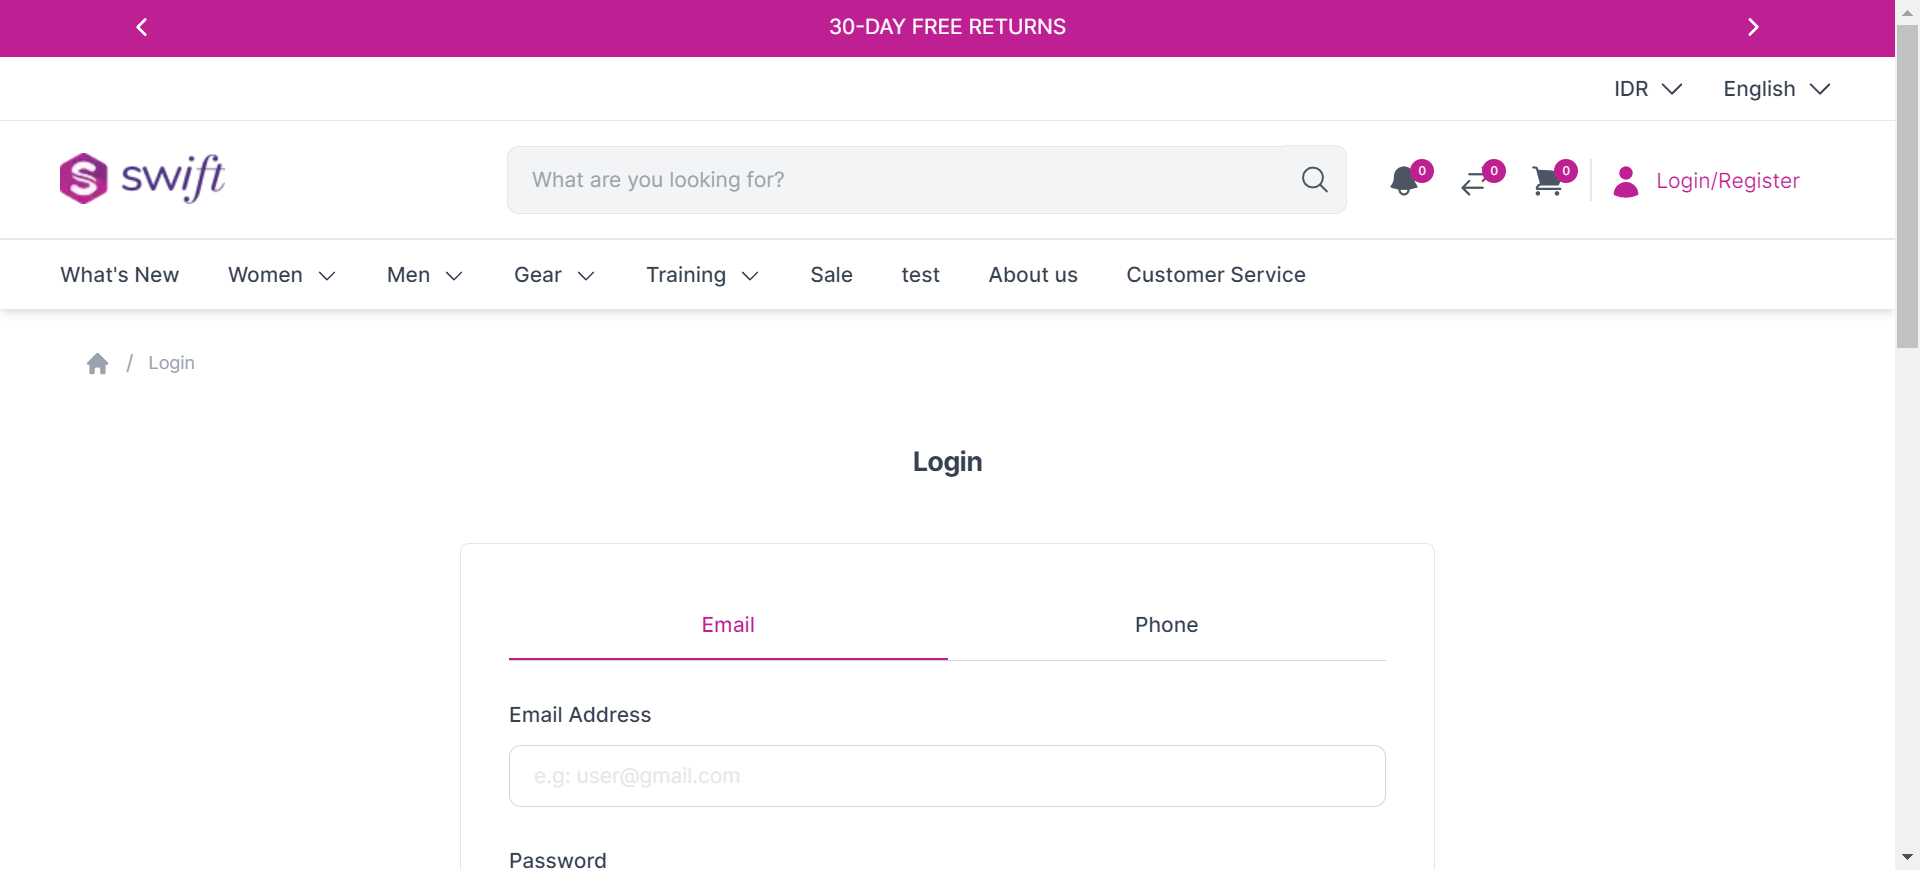 30-DAY FREE RETURNS
IDR English
swift What are you looking for? 0 0 0 Login/Register
What's New Women Men Gear Training Sale test About us Customer Service
/ Login
Login
Email Phone
Email Address
e.g: user@gmail.com
Password